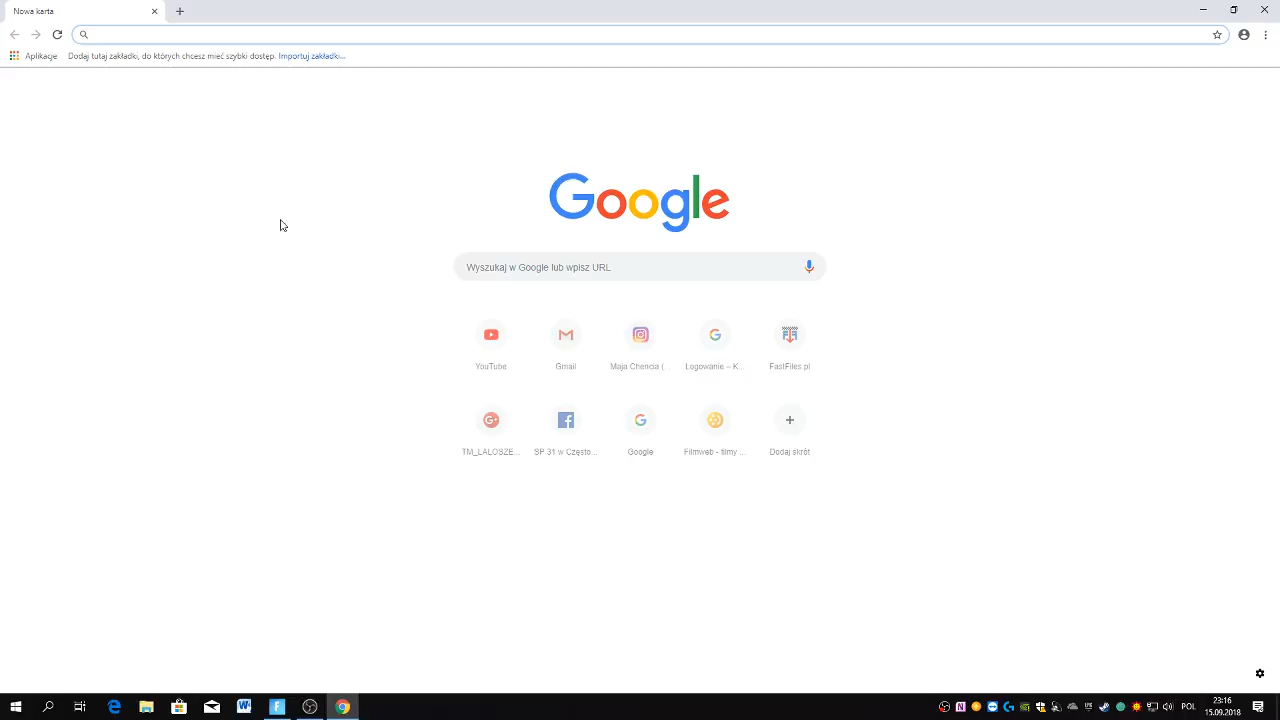 Nowa karta
Aplikacje Dodaj tutaj zakładki, do których chcesz mieć szybki dostęp. Importuj zakładki...
Google
Wyszukaj w Google lub wpisz URL
YouTube Gmail Maja Chencia (... Logowanie – K... FastFiles.pl
TM_LALOSZE... SP 31 w Często... Google Filmweb - filmy ... Dodaj skrót
POL
23:16
15.09.2018